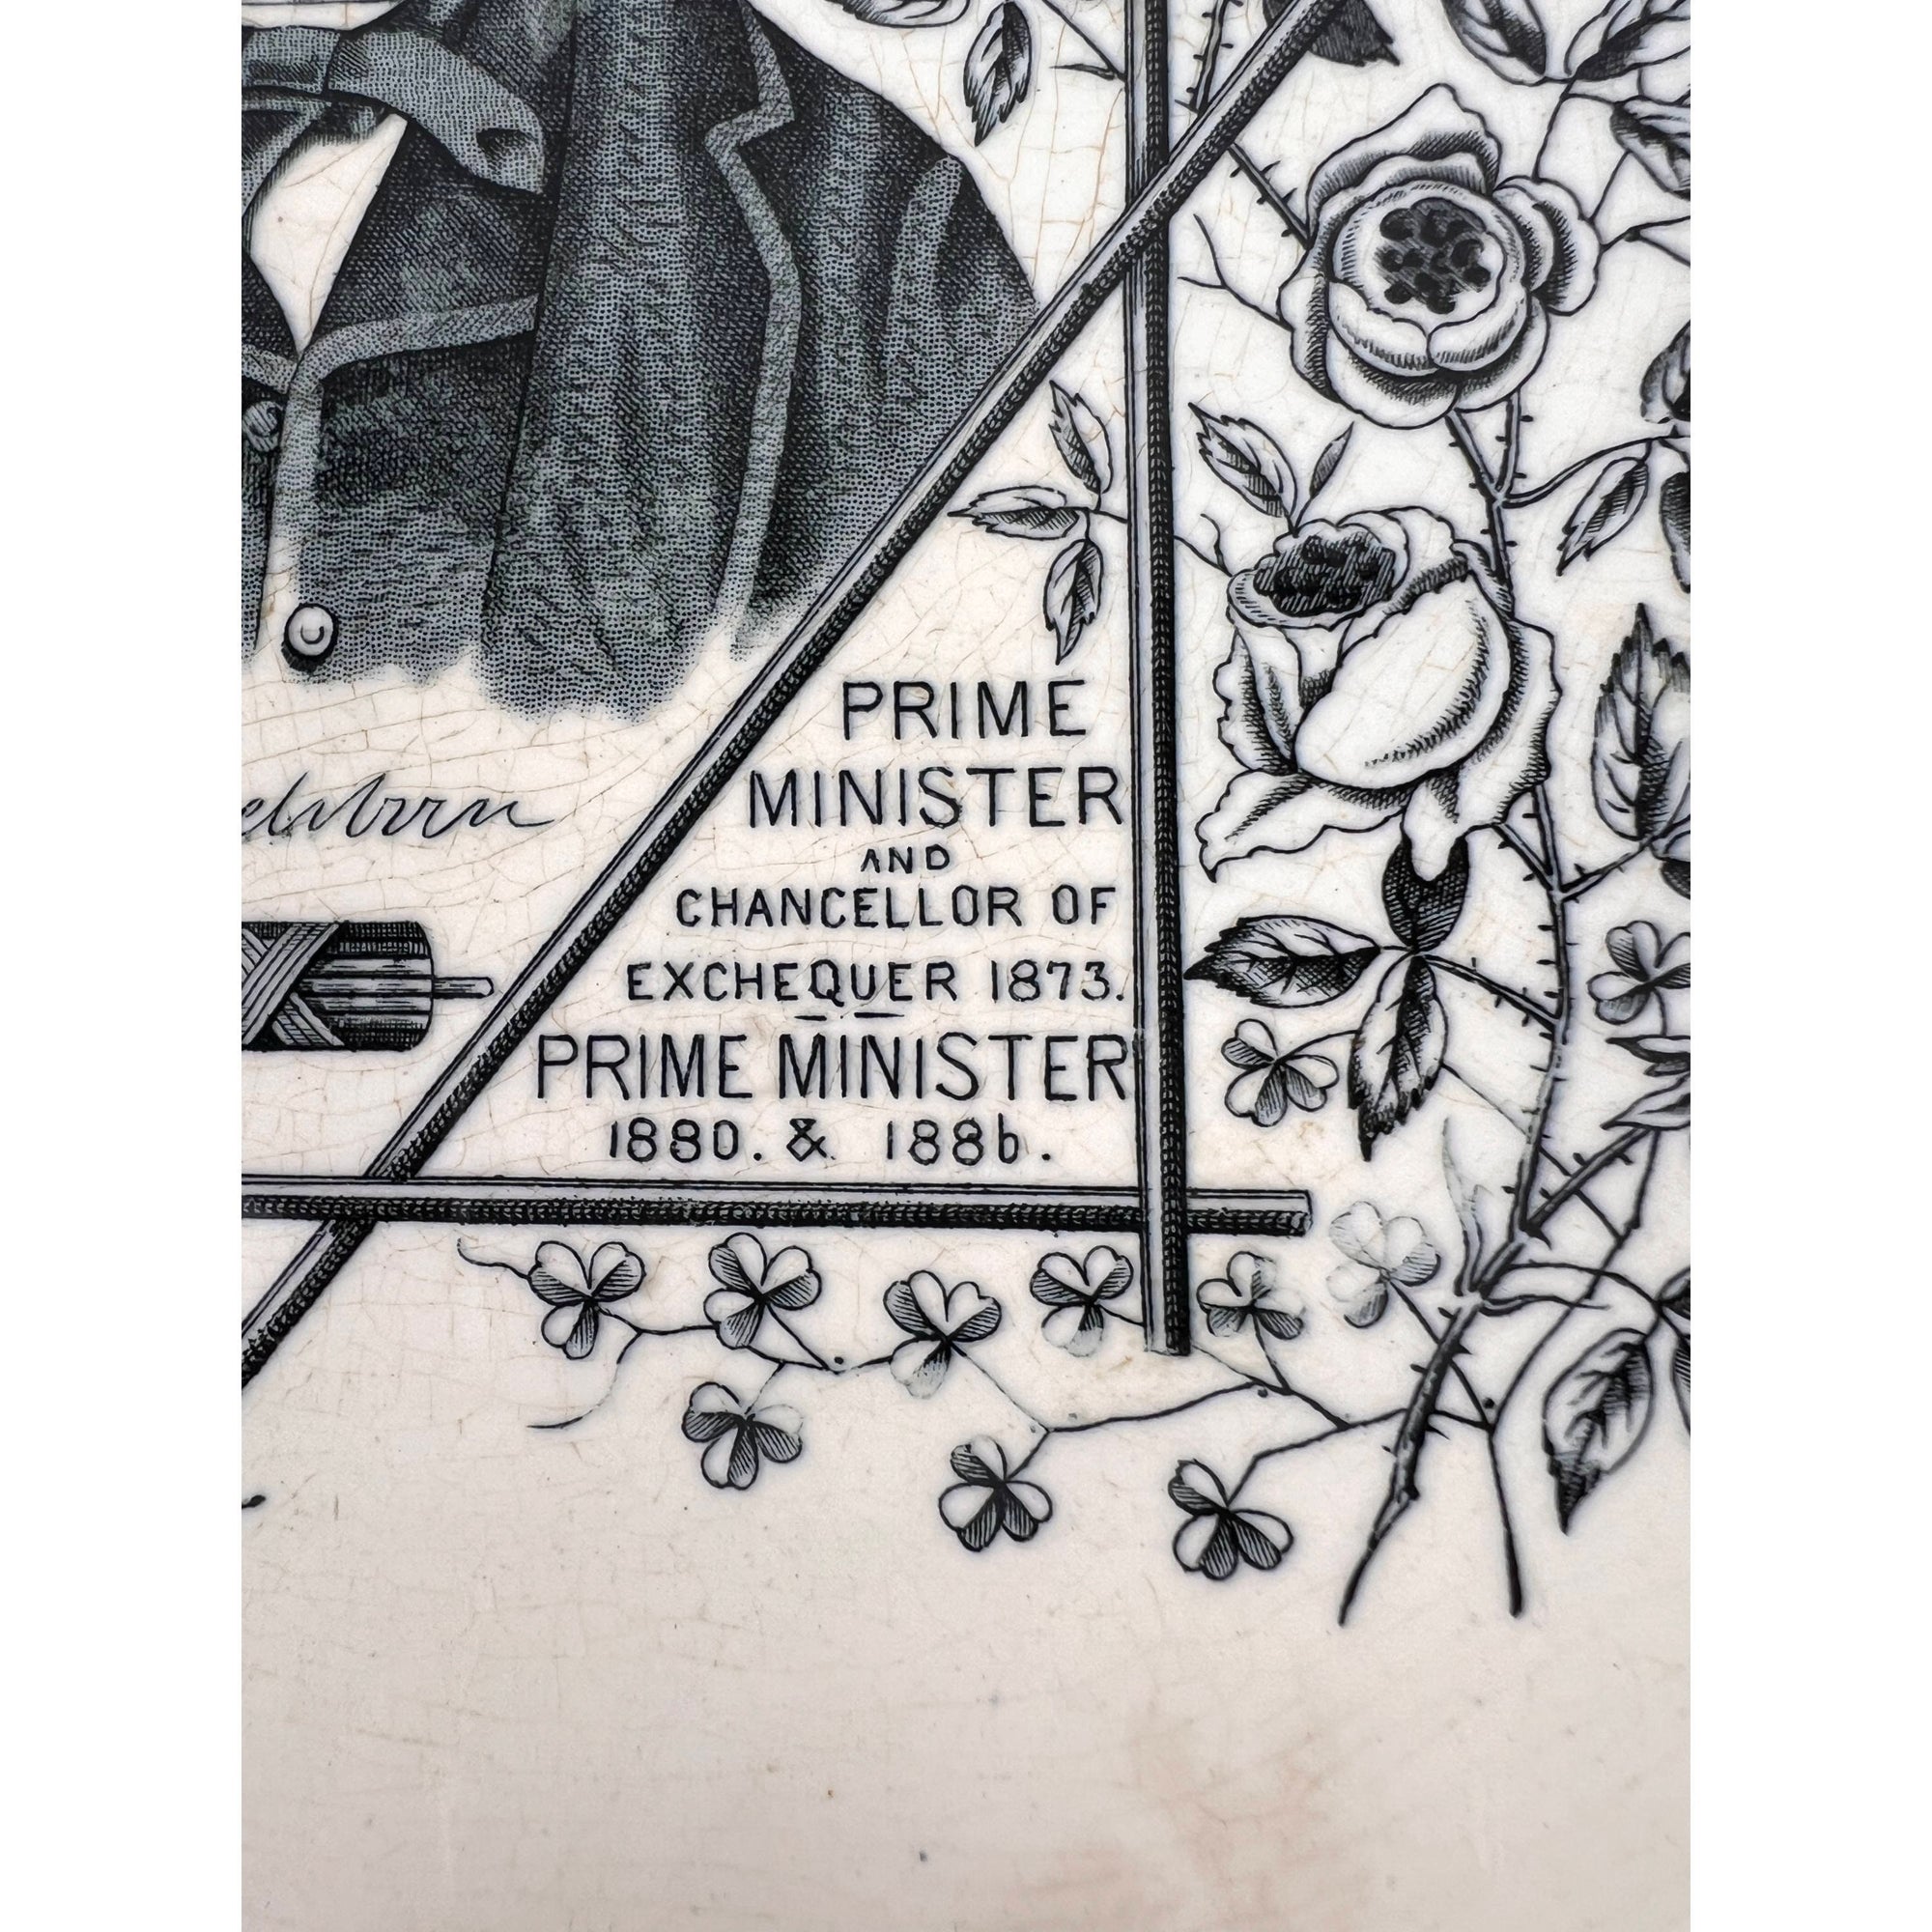 PRIME
MINISTER
AND
CHANCELLOR OF
EXCHEQUER 1873.
PRIME MINISTER
1880. & 1886.